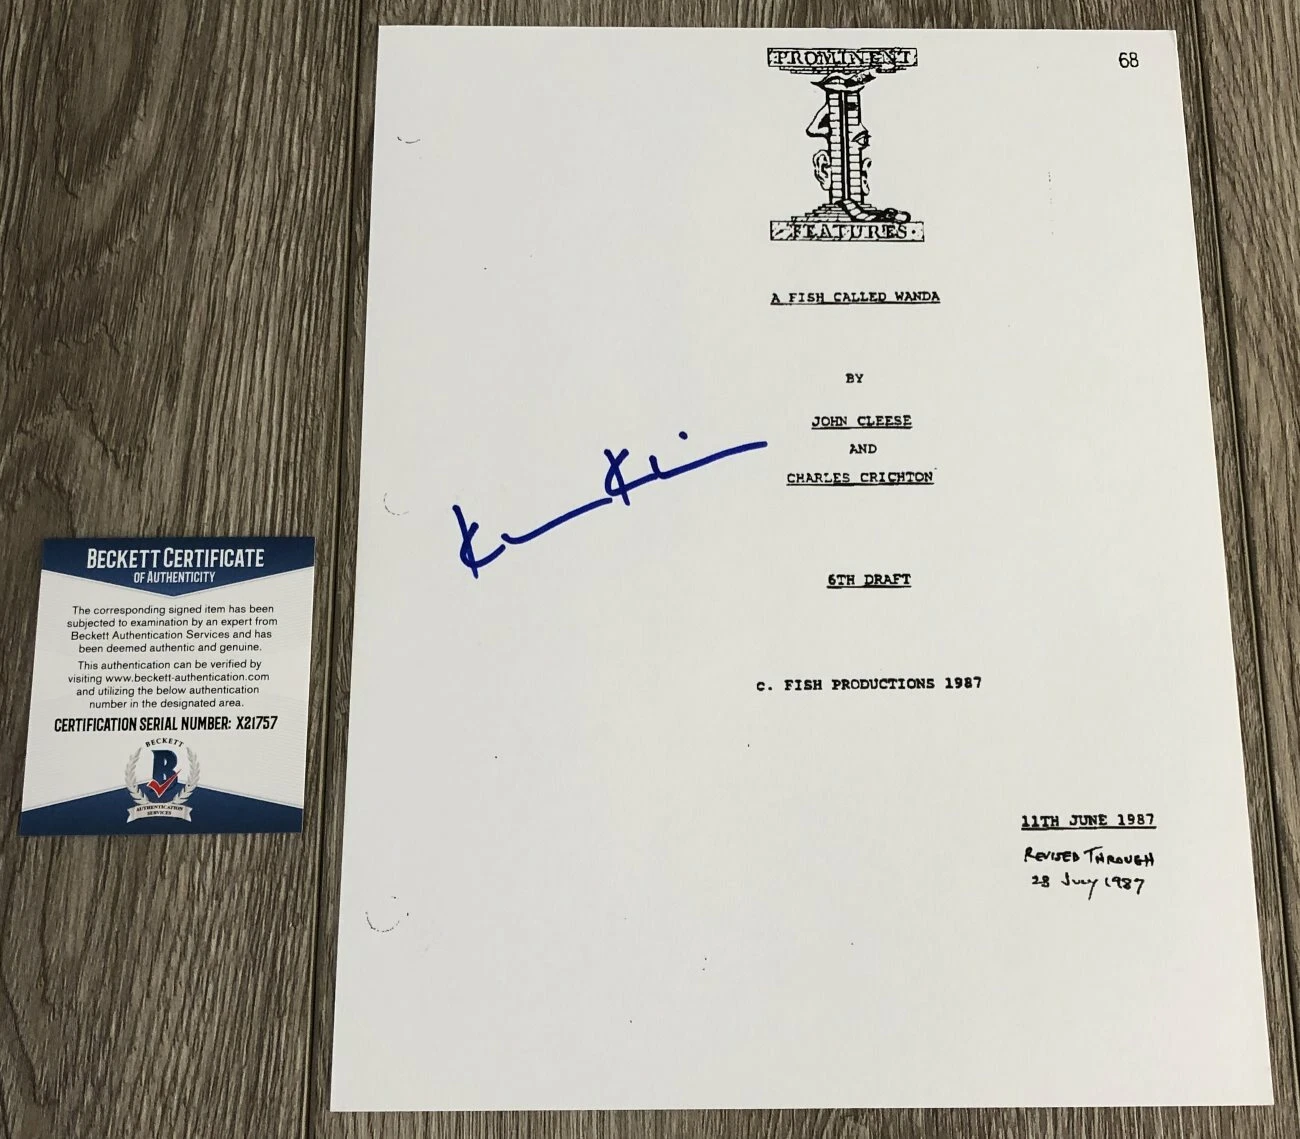 PROMINENT
FEATURES
68
A FISH CALLED WANDA
BY
JOHN CLEESE
AND
CHARLES CRICHTON
6TH DRAFT
c. FISH PRODUCTIONS 1987
11TH JUNE 1987
REVISED THROUGH
28 July 1987
BECKETT CERTIFICATE
OF AUTHENTICITY
The corresponding signed item has been
subjected to examination by an expert from
Beckett Authentication Services and has
been deemed authentic and genuine.
This authentication can be verified by
visiting www.beckett-authentication.com
and utilizing the below authentication
number in the designated area.
CERTIFICATION SERIAL NUMBER: X21757
BECKETT
B
AUTHENTICATION
SERVICES